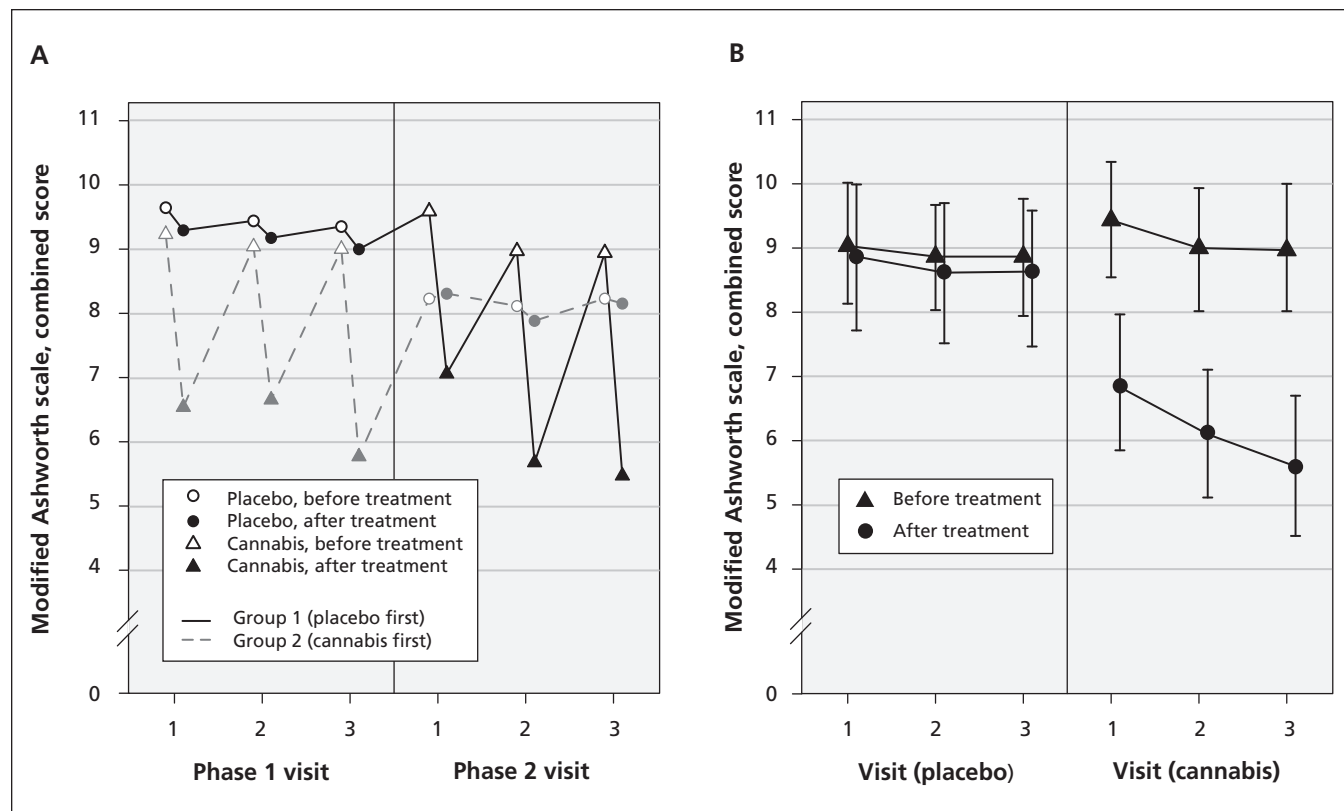 A
Modified Ashworth scale, combined score
11
10
9
8
7
6
5
4
0
Placebo, before treatment
Placebo, after treatment
Cannabis, before treatment
Cannabis, after treatment
Group 1 (placebo first)
Group 2 (cannabis first)
1 2 3 1 2 3
Phase 1 visit Phase 2 visit
B
Modified Ashworth scale, combined score
11
10
9
8
7
6
5
4
0
Before treatment
After treatment
1 2 3 1 2 3
Visit (placebo) Visit (cannabis)